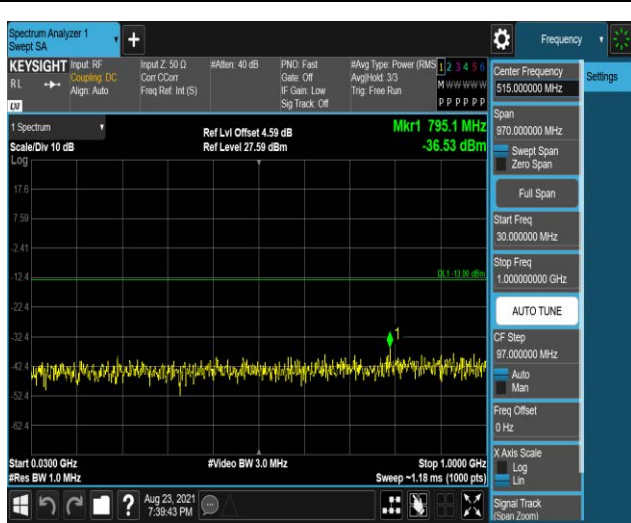 Spectrum Analyzer 1
Swept SA
Frequency
KEYSIGHT
RL
LXI
Input: RF
Coupling: DC
Align: Auto
Input Z: 50 Ω
Corr CCorr
Freq Ref: Int (S)
#Atten: 40 dB
PNO: Fast
Gate: Off
IF Gain: Low
Sig Track: Off
#Avg Type: Power (RMS
Avg|Hold: 3/3
Trig: Free Run
1 2 3 4 5 6
M W W W W W
P P P P P P
Settings
Center Frequency
515.000000 MHz
Span
970.000000 MHz
Swept Span
Zero Span
Full Span
Start Freq
30.000000 MHz
Stop Freq
1.000000000 GHz
AUTO TUNE
CF Step
97.000000 MHz
Auto
Man
Freq Offset
0 Hz
X Axis Scale
Log
Lin
Signal Track
(Span Zoom)
1 Spectrum
Scale/Div 10 dB
Log
Ref Lvl Offset 4.59 dB
Ref Level 27.59 dBm
Mkr1 795.1 MHz
-36.53 dBm
17.6
7.59
-2.41
-12.4
-22.4
-32.4
-42.4
-52.4
-62.4
DL1 -13.00 dBm
1
Start 0.0300 GHz
#Res BW 1.0 MHz
#Video BW 3.0 MHz
Stop 1.0000 GHz
Sweep ~1.18 ms (1000 pts)
?
Aug 23, 2021
7:39:43 PM